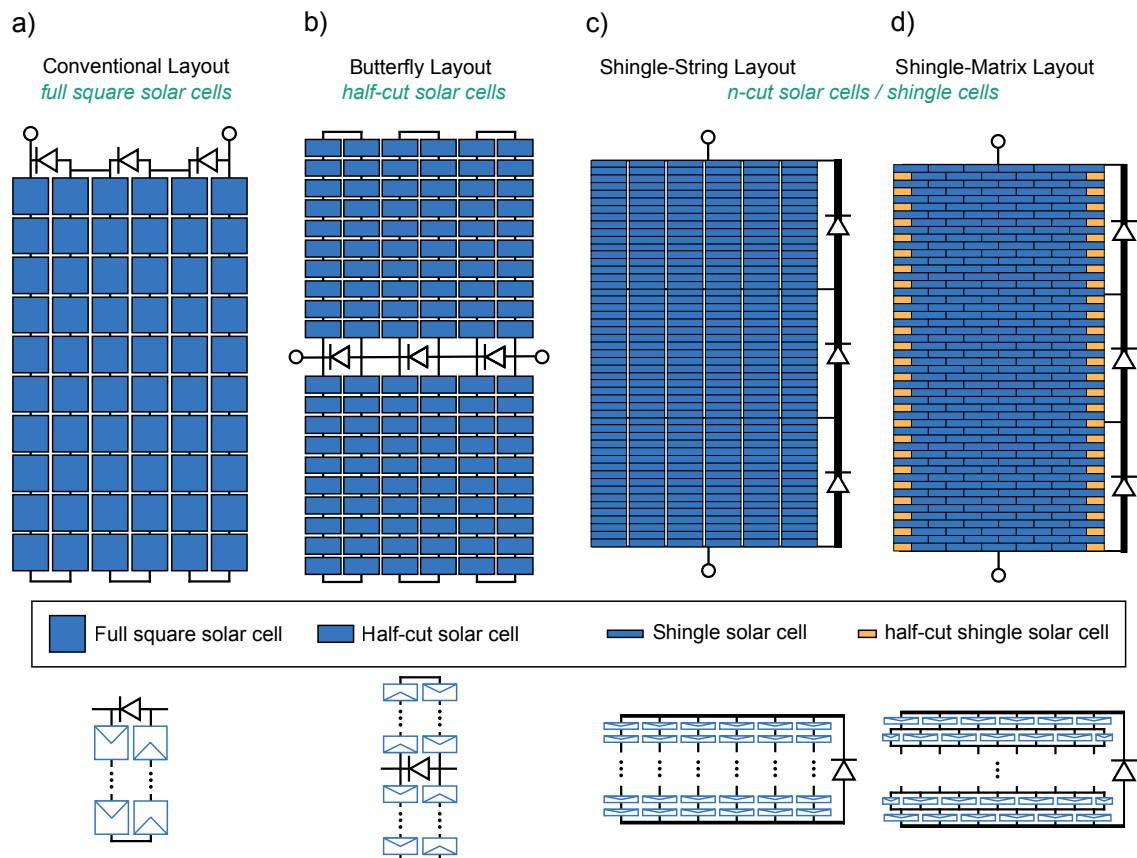 a)
b)
c)
d)
Conventional Layout
full square solar cells
Butterfly Layout
half-cut solar cells
Shingle-String Layout
Shingle-Matrix Layout
n-cut solar cells / shingle cells
Full square solar cell
Half-cut solar cell
Shingle solar cell
half-cut shingle solar cell